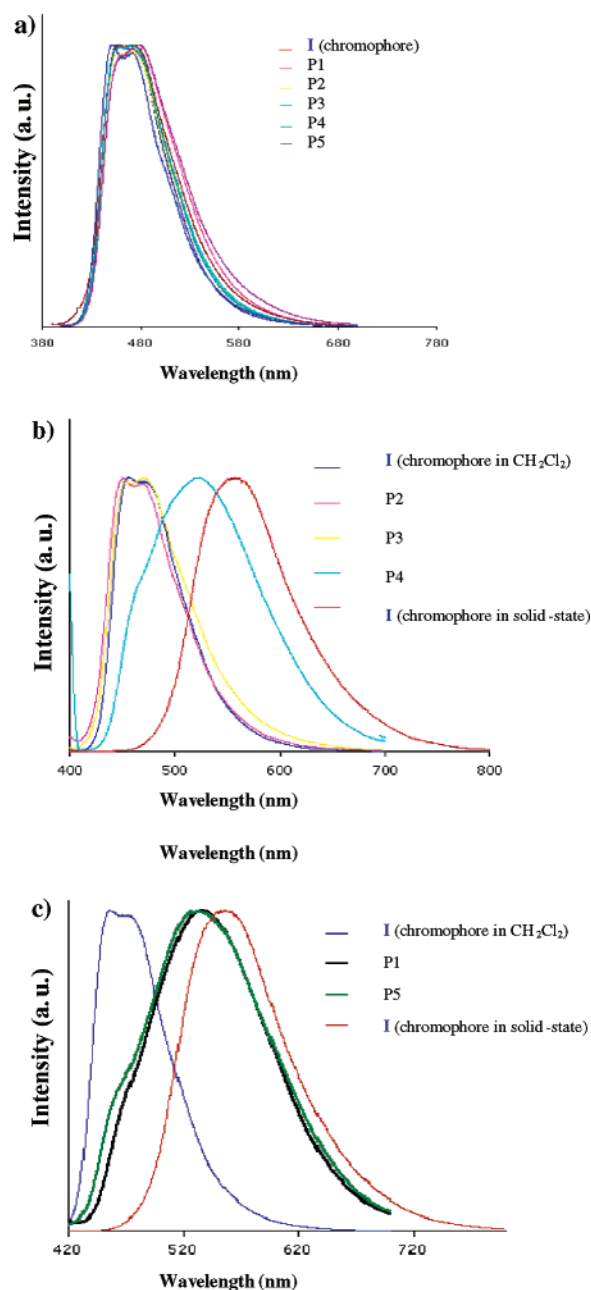 a)
I (chromophore)
P1
P2
P3
P4
P5
Intensity (a. u.)
380 480 580 680 780
Wavelength (nm)
b)
I (chromophore in CH₂Cl₂)
P2
P3
P4
I (chromophore in solid-state)
Intensity (a. u.)
400 500 600 700 800
Wavelength (nm)
Wavelength (nm)
c)
I (chromophore in CH₂Cl₂)
P1
P5
I (chromophore in solid-state)
Intensity (a. u.)
420 520 620 720
Wavelength (nm)